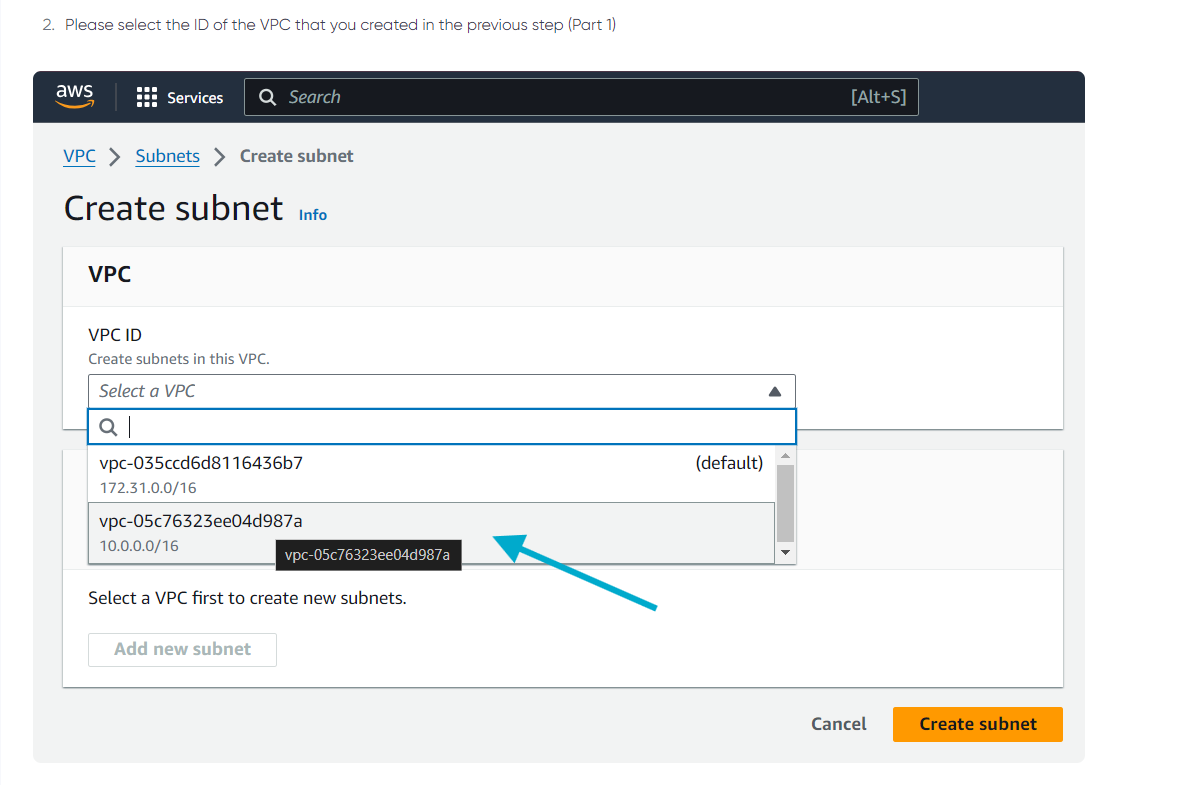 2. Please select the ID of the VPC that you created in the previous step (Part 1)
aws Services Search [Alt+S]
VPC Subnets Create subnet
Create subnet Info
VPC
VPC ID
Create subnets in this VPC.
Select a VPC
vpc-035ccd6d8116436b7 (default)
172.31.0.0/16
vpc-05c76323ee04d987a
10.0.0.0/16
vpc-05c76323ee04d987a
Select a VPC first to create new subnets.
Add new subnet
Cancel Create subnet